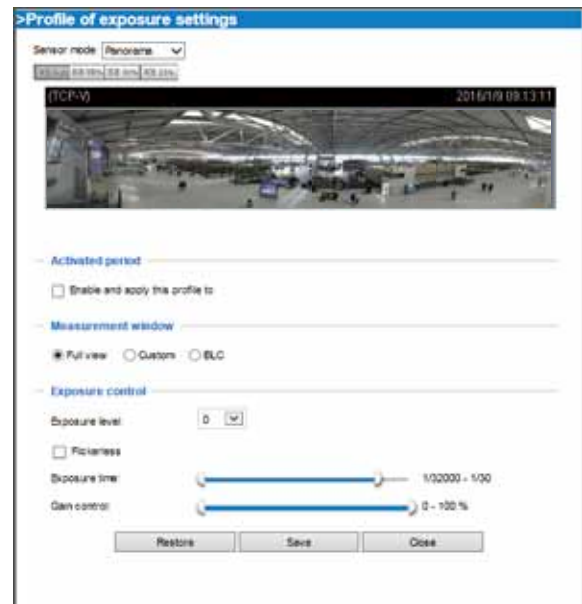 >Profile of exposure settings
Sensor mode: Panorama
(TCP-V) 2016/1/9 09:13:11
Activated period
Enable and apply this profile to
Measurement window
Full view Custom BLC
Exposure control
Exposure level: 0
Flickerless
Exposure time: 1/32000 - 1/30
Gain control: 0 - 100 %
Restore Save Close